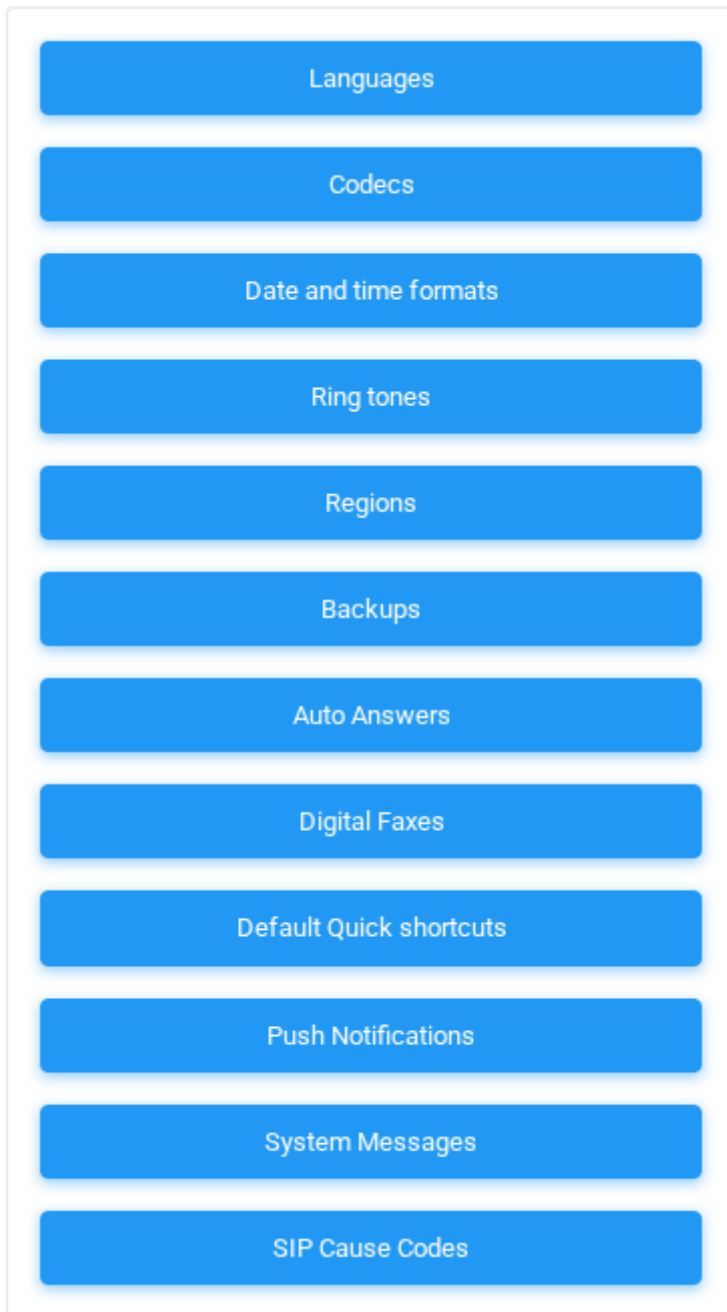 Languages
Codecs
Date and time formats
Ring tones
Regions
Backups
Auto Answers
Digital Faxes
Default Quick shortcuts
Push Notifications
System Messages
SIP Cause Codes